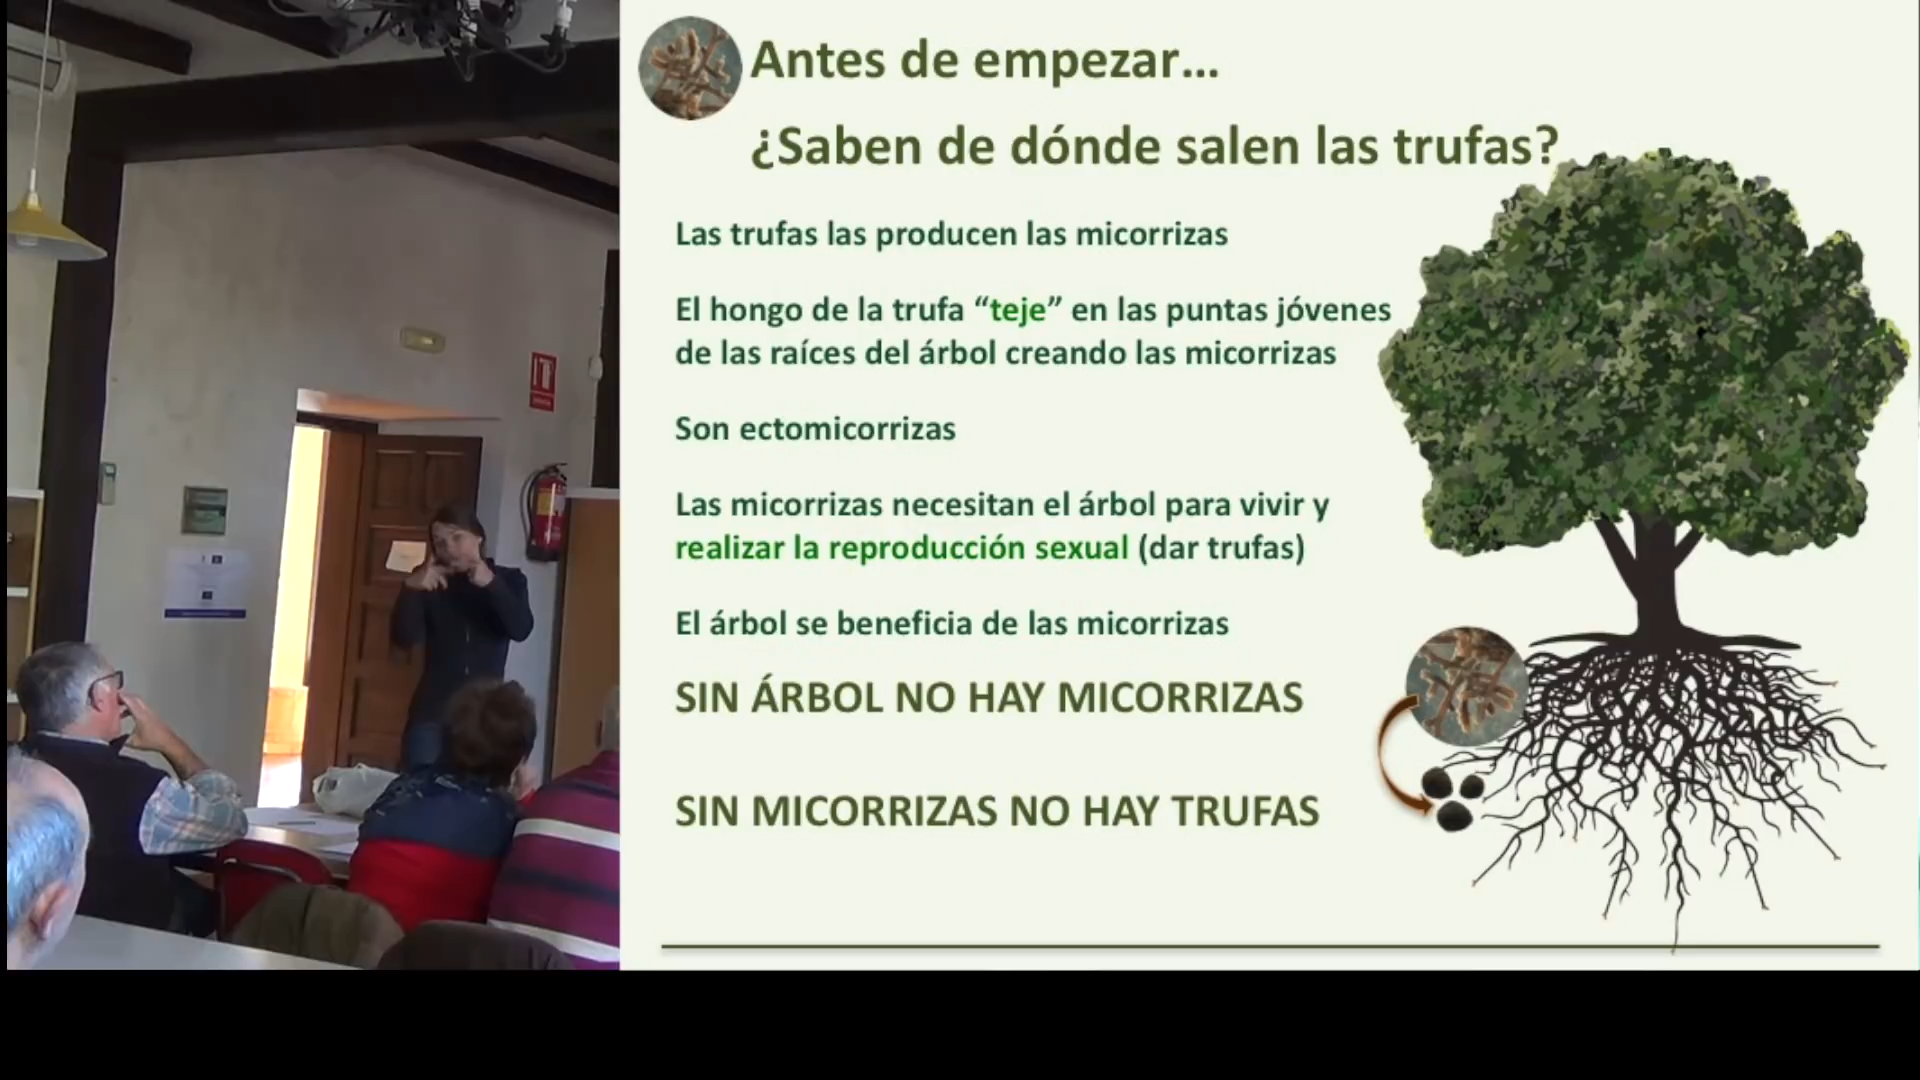 Antes de empezar...
¿Saben de dónde salen las trufas?
Las trufas las producen las micorrizas
El hongo de la trufa “teje” en las puntas jóvenes
de las raíces del árbol creando las micorrizas
Son ectomicorrizas
Las micorrizas necesitan el árbol para vivir y
realizar la reproducción sexual (dar trufas)
El árbol se beneficia de las micorrizas
SIN ÁRBOL NO HAY MICORRIZAS
SIN MICORRIZAS NO HAY TRUFAS